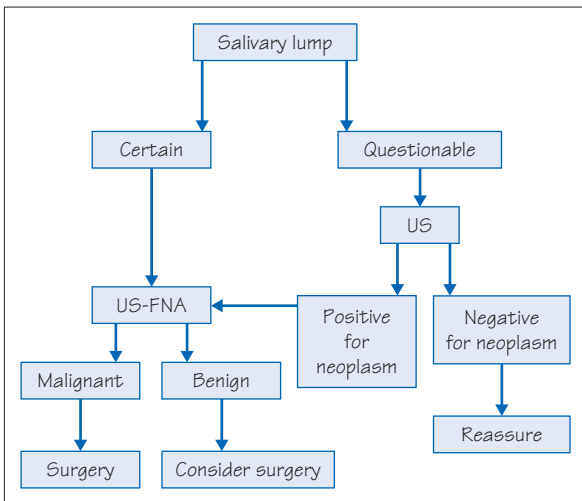 Salivary lump
Certain
Questionable
US
US-FNA
Positive
for
neoplasm
Negative
for neoplasm
Malignant
Benign
Reassure
Surgery
Consider surgery